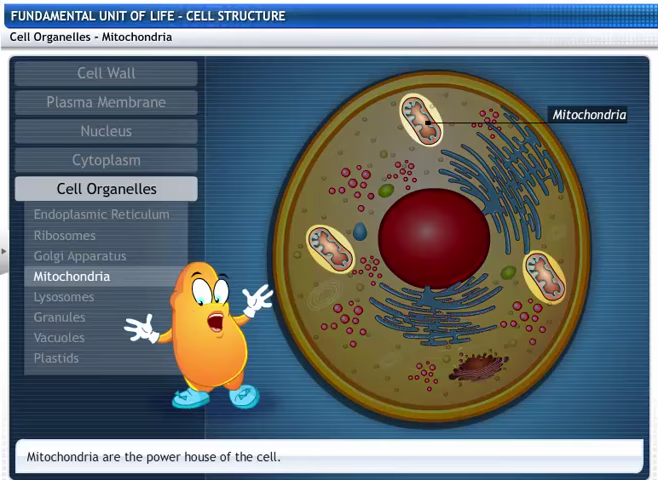 FUNDAMENTAL UNIT OF LIFE - CELL STRUCTURE
Cell Organelles - Mitochondria
Cell Wall
Plasma Membrane
Nucleus
Cytoplasm
Cell Organelles
Endoplasmic Reticulum
Ribosomes
Golgi Apparatus
Mitochondria
Lysosomes
Granules
Vacuoles
Plastids
Mitochondria
Mitochondria are the power house of the cell.